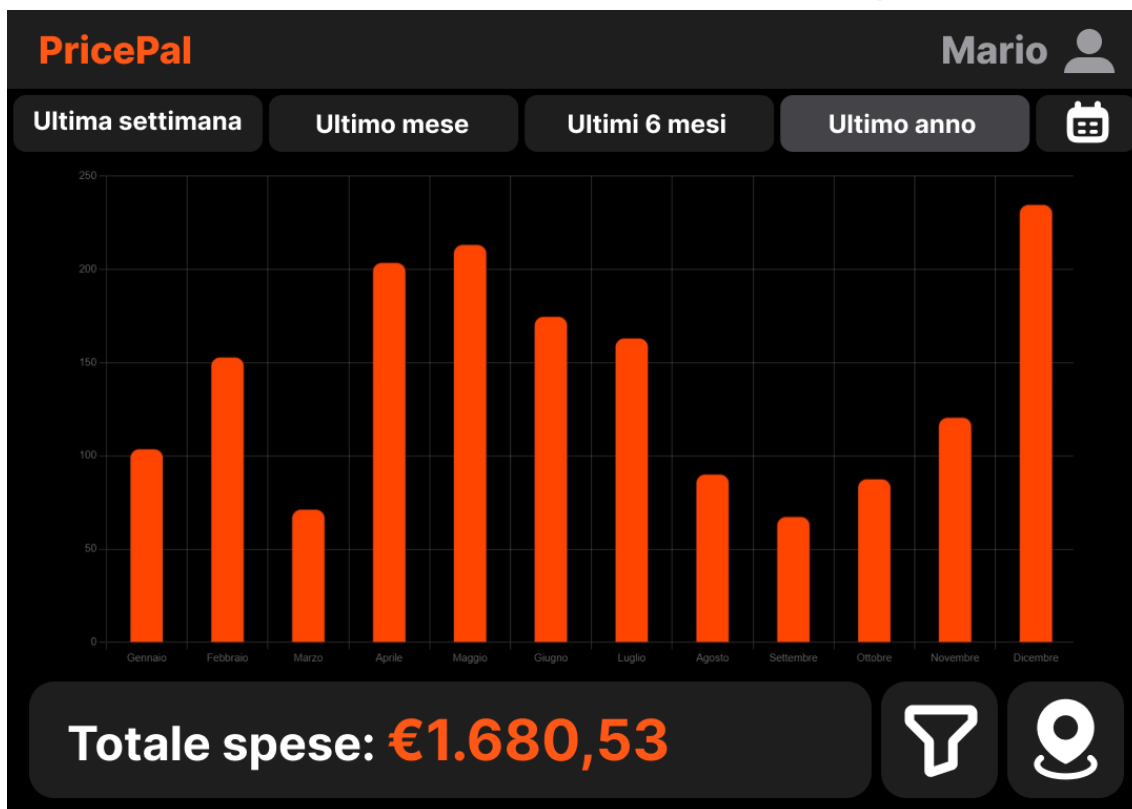 PricePal
Mario
Ultima settimana
Ultimo mese
Ultimi 6 mesi
Ultimo anno
250
200
150
100
50
0
Gennaio
Febbraio
Marzo
Aprile
Maggio
Giugno
Luglio
Agosto
Settembre
Ottobre
Novembre
Dicembre
Totale spese: €1.680,53